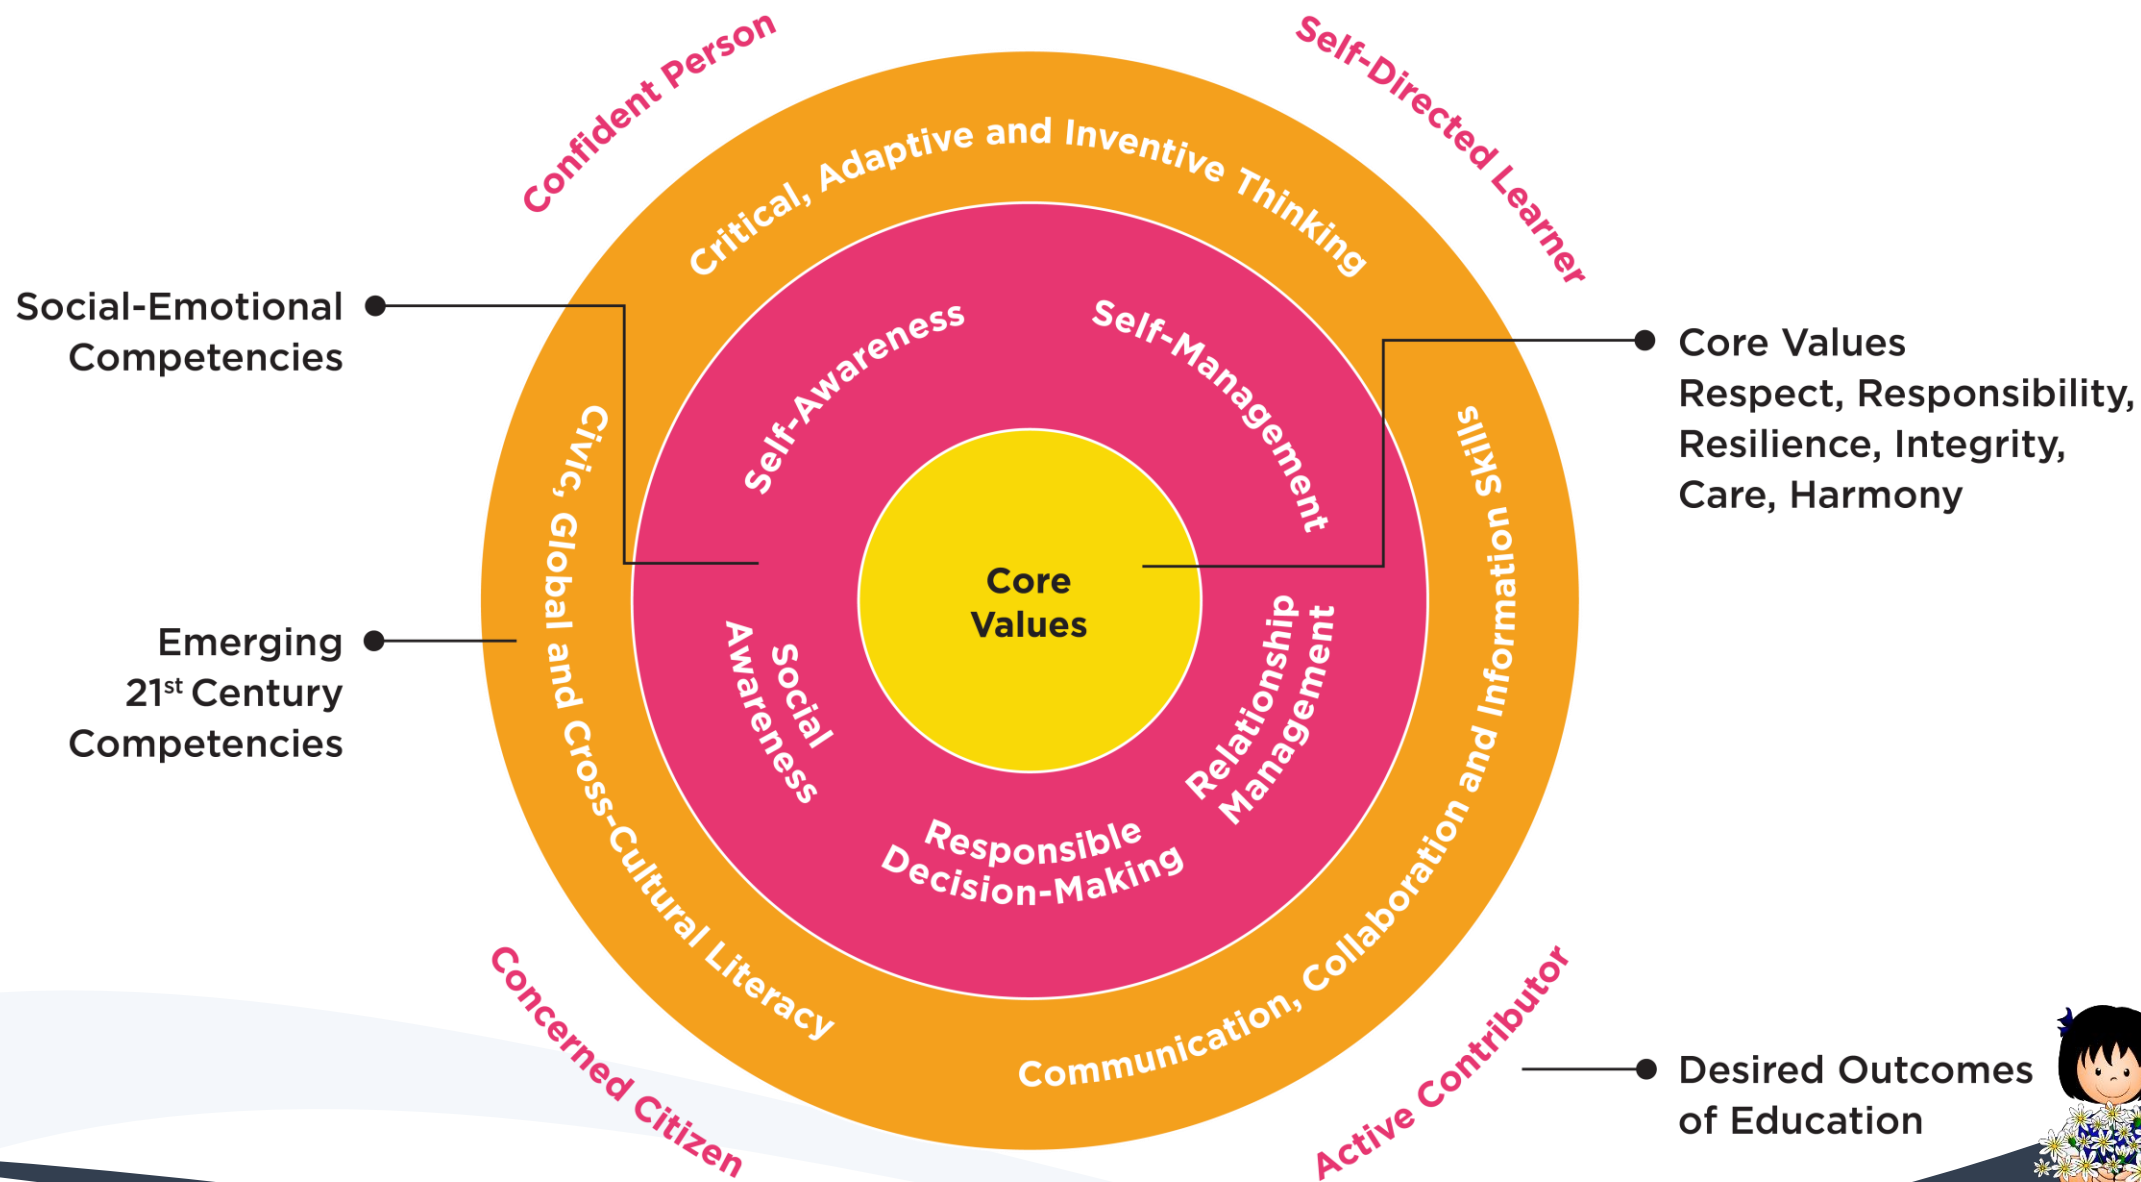 Confident Person
Self-Directed Learner
Critical, Adaptive and Inventive Thinking
Social-Emotional
Competencies
Self-Awareness
Self-Management
Core Values
Respect, Responsibility,
Resilience, Integrity,
Care, Harmony
Civic, Global and Cross-Cultural Literacy
Communication, Collaboration and Information Skills
Core
Values
Emerging
21st Century
Competencies
Social
Awareness
Relationship
Management
Responsible
Decision-Making
Concerned Citizen
Active Contributor
Desired Outcomes
of Education